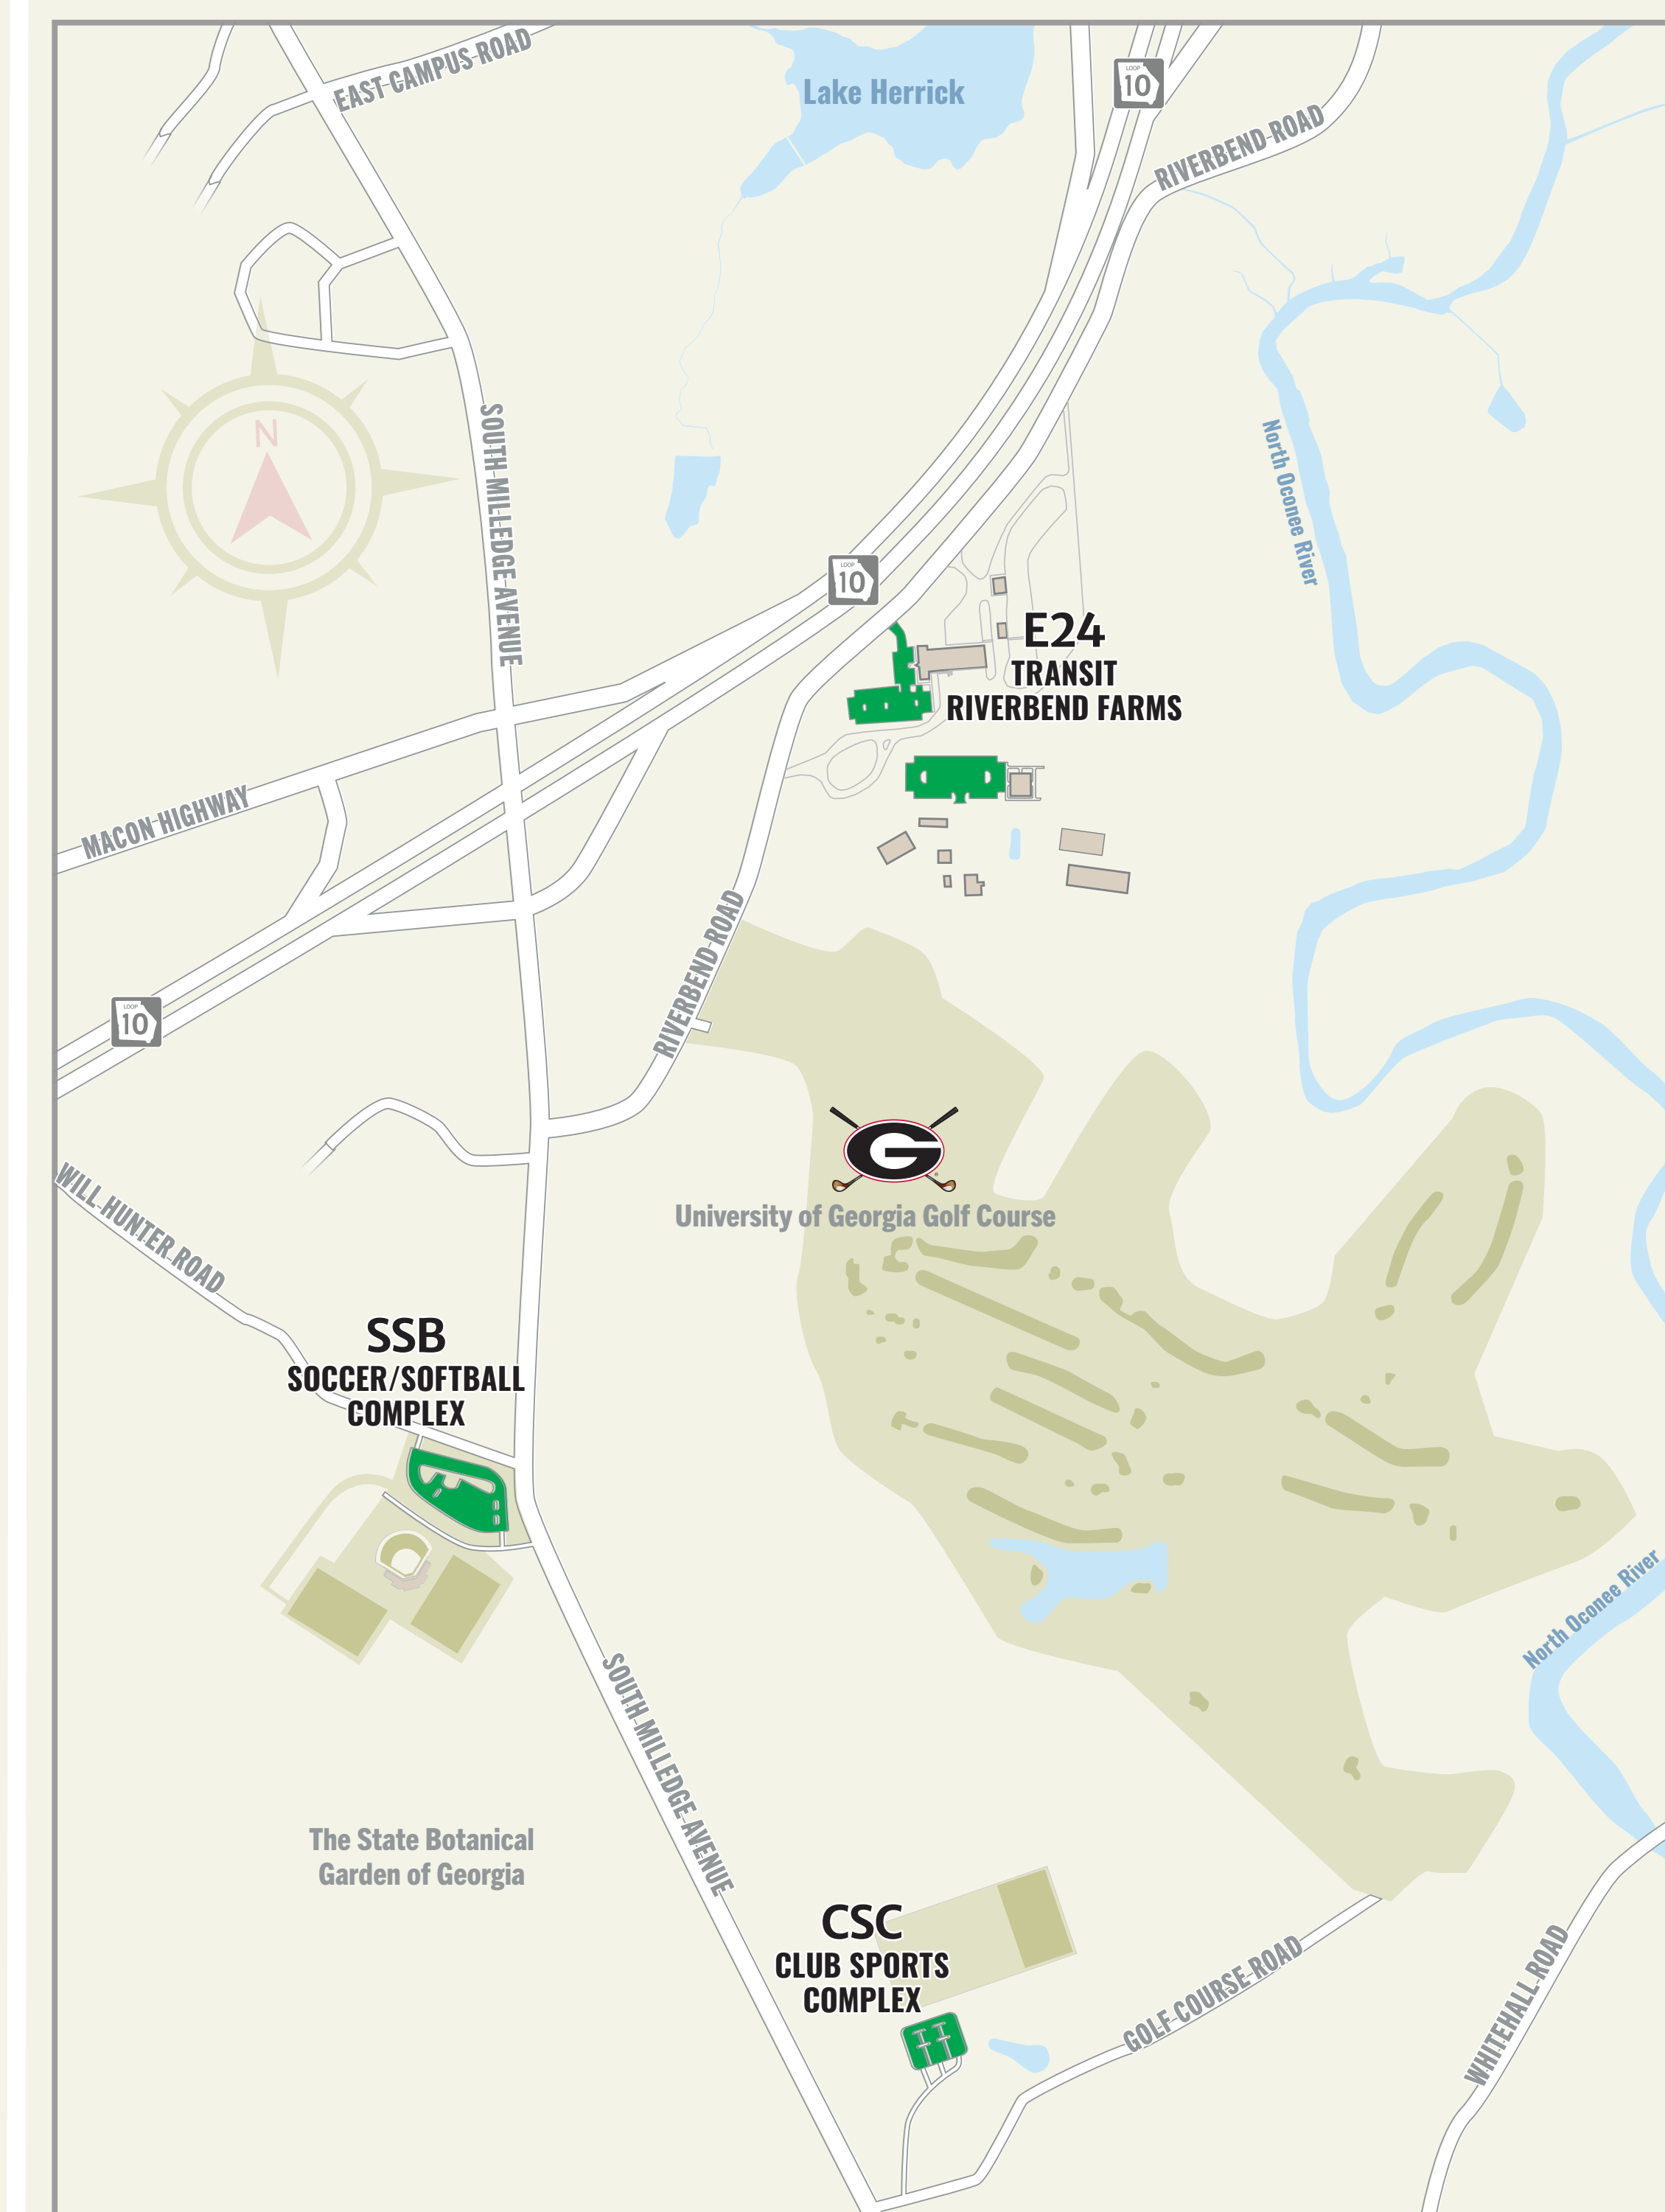 EAST CAMPUS ROAD
Lake Herrick
LOOP
10
RIVERBEND ROAD
N
SOUTH MILLEDGE AVENUE
North Oconee River
LOOP
10
E24
TRANSIT
RIVERBEND FARMS
MACON HIGHWAY
RIVERBEND ROAD
LOOP
10
G
University of Georgia Golf Course
WILL HUNTER ROAD
SSB
SOCCER/SOFTBALL
COMPLEX
North Oconee River
SOUTH MILLEDGE AVENUE
The State Botanical
Garden of Georgia
CSC
CLUB SPORTS
COMPLEX
GOLF COURSE ROAD
WHITEHALL ROAD